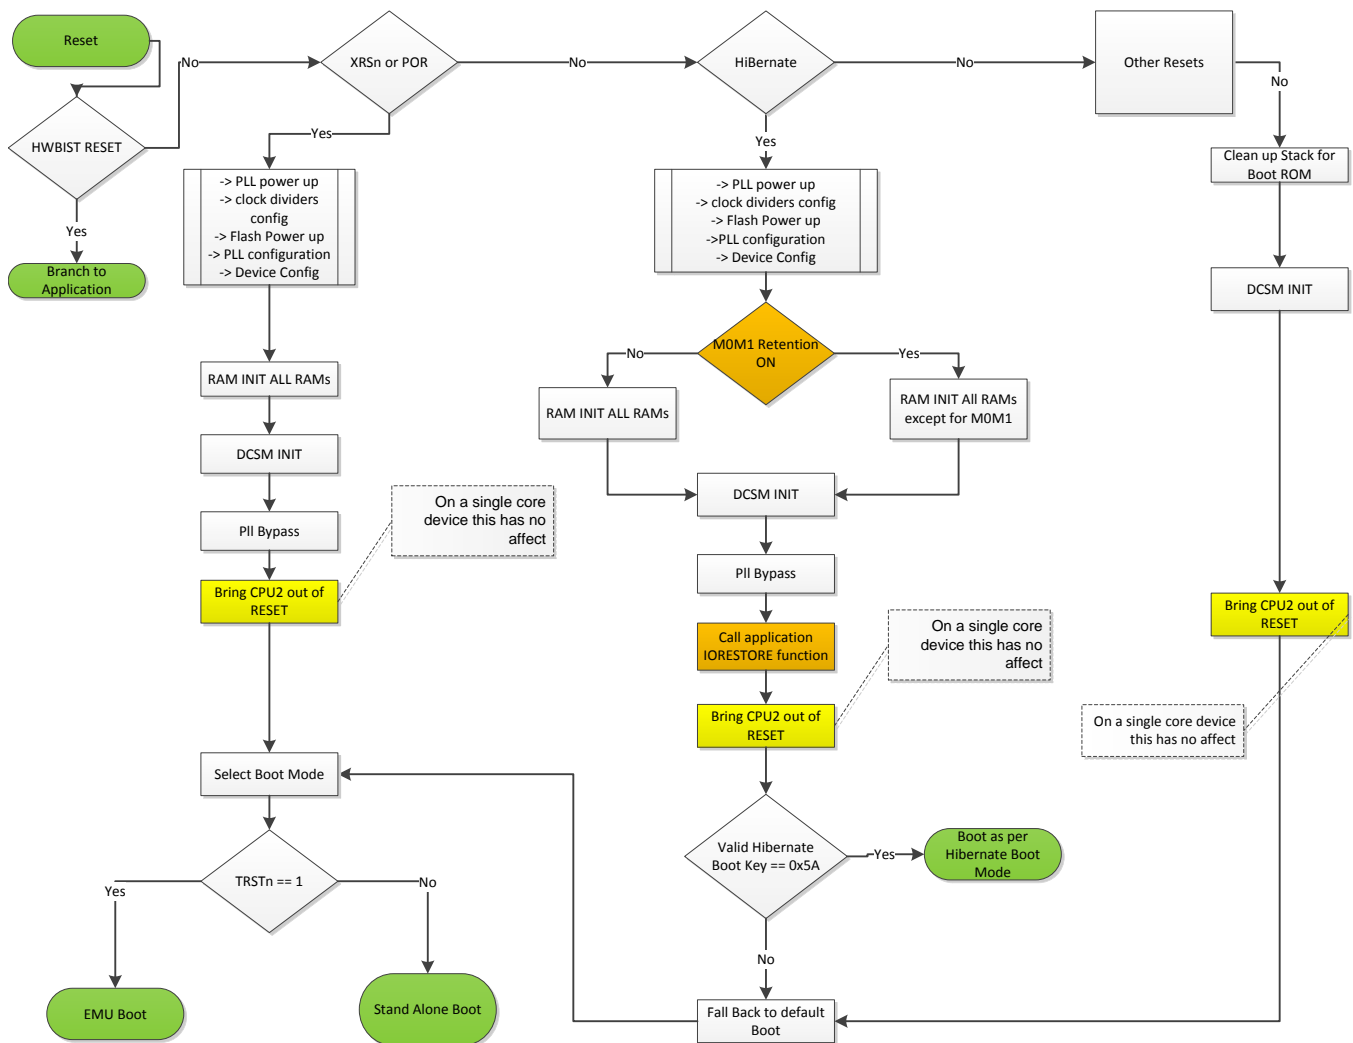 Reset
HWBIST RESET
Yes
Branch to
Application
No
XRSn or POR
No
Yes
-> PLL power up
-> clock dividers
config
-> Flash Power up
-> PLL configuration
-> Device Config
RAM INIT ALL RAMs
DCSM INIT
Pll Bypass
Bring CPU2 out of
RESET
On a single core
device this has no
affect
Select Boot Mode
TRSTn == 1
Yes
No
EMU Boot
Stand Alone Boot
HiBernate
No
Yes
-> PLL power up
-> clock dividers config
-> Flash Power up
->PLL configuration
-> Device Config
M0M1 Retention
ON
No
Yes
RAM INIT ALL RAMs
RAM INIT All RAMs
except for M0M1
DCSM INIT
Pll Bypass
Call application
IORESTORE function
Bring CPU2 out of
RESET
On a single core
device this has no
affect
Valid Hibernate
Boot Key == 0x5A
Yes
Boot as per
Hibernate Boot
Mode
No
Fall Back to default
Boot
Other Resets
No
Clean up Stack for
Boot ROM
DCSM INIT
Bring CPU2 out of
RESET
On a single core device
this has no affect